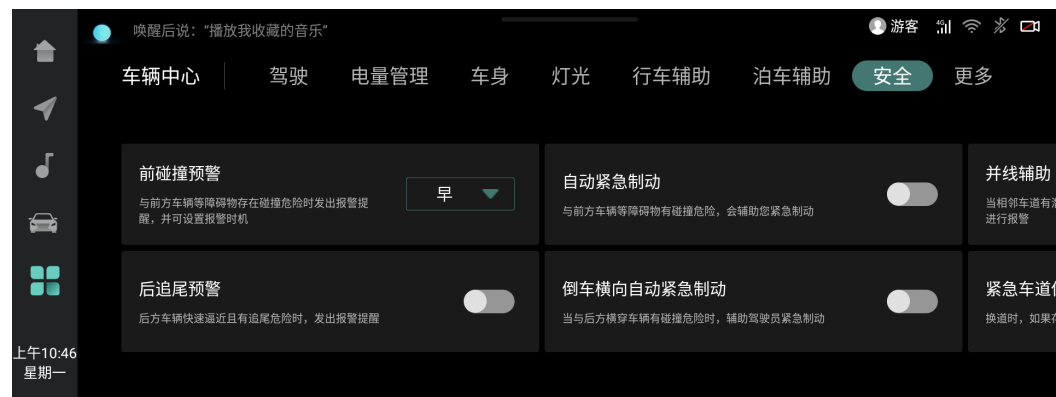 唤醒后说：“播放我收藏的音乐”
游客
4G
车辆中心 驾驶 电量管理 车身 灯光 行车辅助 泊车辅助 安全 更多
前碰撞预警
与前方车辆等障碍物存在碰撞危险时发出报警提
醒，并可设置报警时机
早
自动紧急制动
与前方车辆等障碍物有碰撞危险，会辅助您紧急制动
并线辅助
当相邻车道有
进行报警
后追尾预警
后方车辆快速逼近且有追尾危险时，发出报警提醒
倒车横向自动紧急制动
当与后方横穿车辆有碰撞危险时，辅助驾驶员紧急制动
紧急车道
换道时，如果
上午10:46
星期一